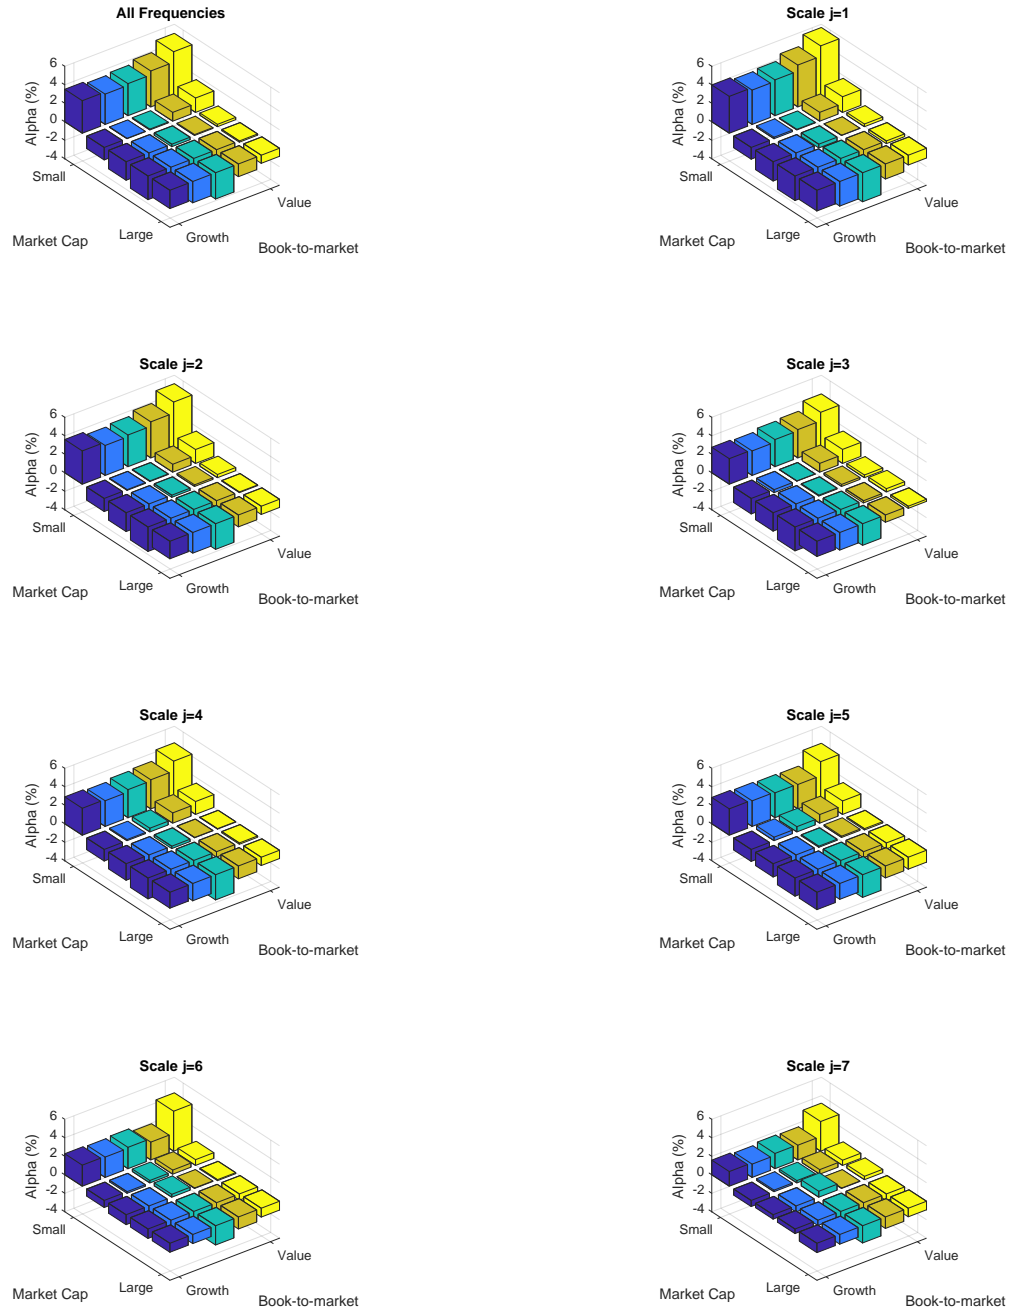 All Frequencies
6
4
2
0
-2
-4
Alpha (%)
Small
Large
Market Cap
Growth
Value
Book-to-market
Scale j=1
6
4
2
0
-2
-4
Alpha (%)
Small
Large
Market Cap
Growth
Value
Book-to-market
Scale j=2
6
4
2
0
-2
-4
Alpha (%)
Small
Large
Market Cap
Growth
Value
Book-to-market
Scale j=3
6
4
2
0
-2
-4
Alpha (%)
Small
Large
Market Cap
Growth
Value
Book-to-market
Scale j=4
6
4
2
0
-2
-4
Alpha (%)
Small
Large
Market Cap
Growth
Value
Book-to-market
Scale j=5
6
4
2
0
-2
-4
Alpha (%)
Small
Large
Market Cap
Growth
Value
Book-to-market
Scale j=6
6
4
2
0
-2
-4
Alpha (%)
Small
Large
Market Cap
Growth
Value
Book-to-market
Scale j=7
6
4
2
0
-2
-4
Alpha (%)
Small
Large
Market Cap
Growth
Value
Book-to-market